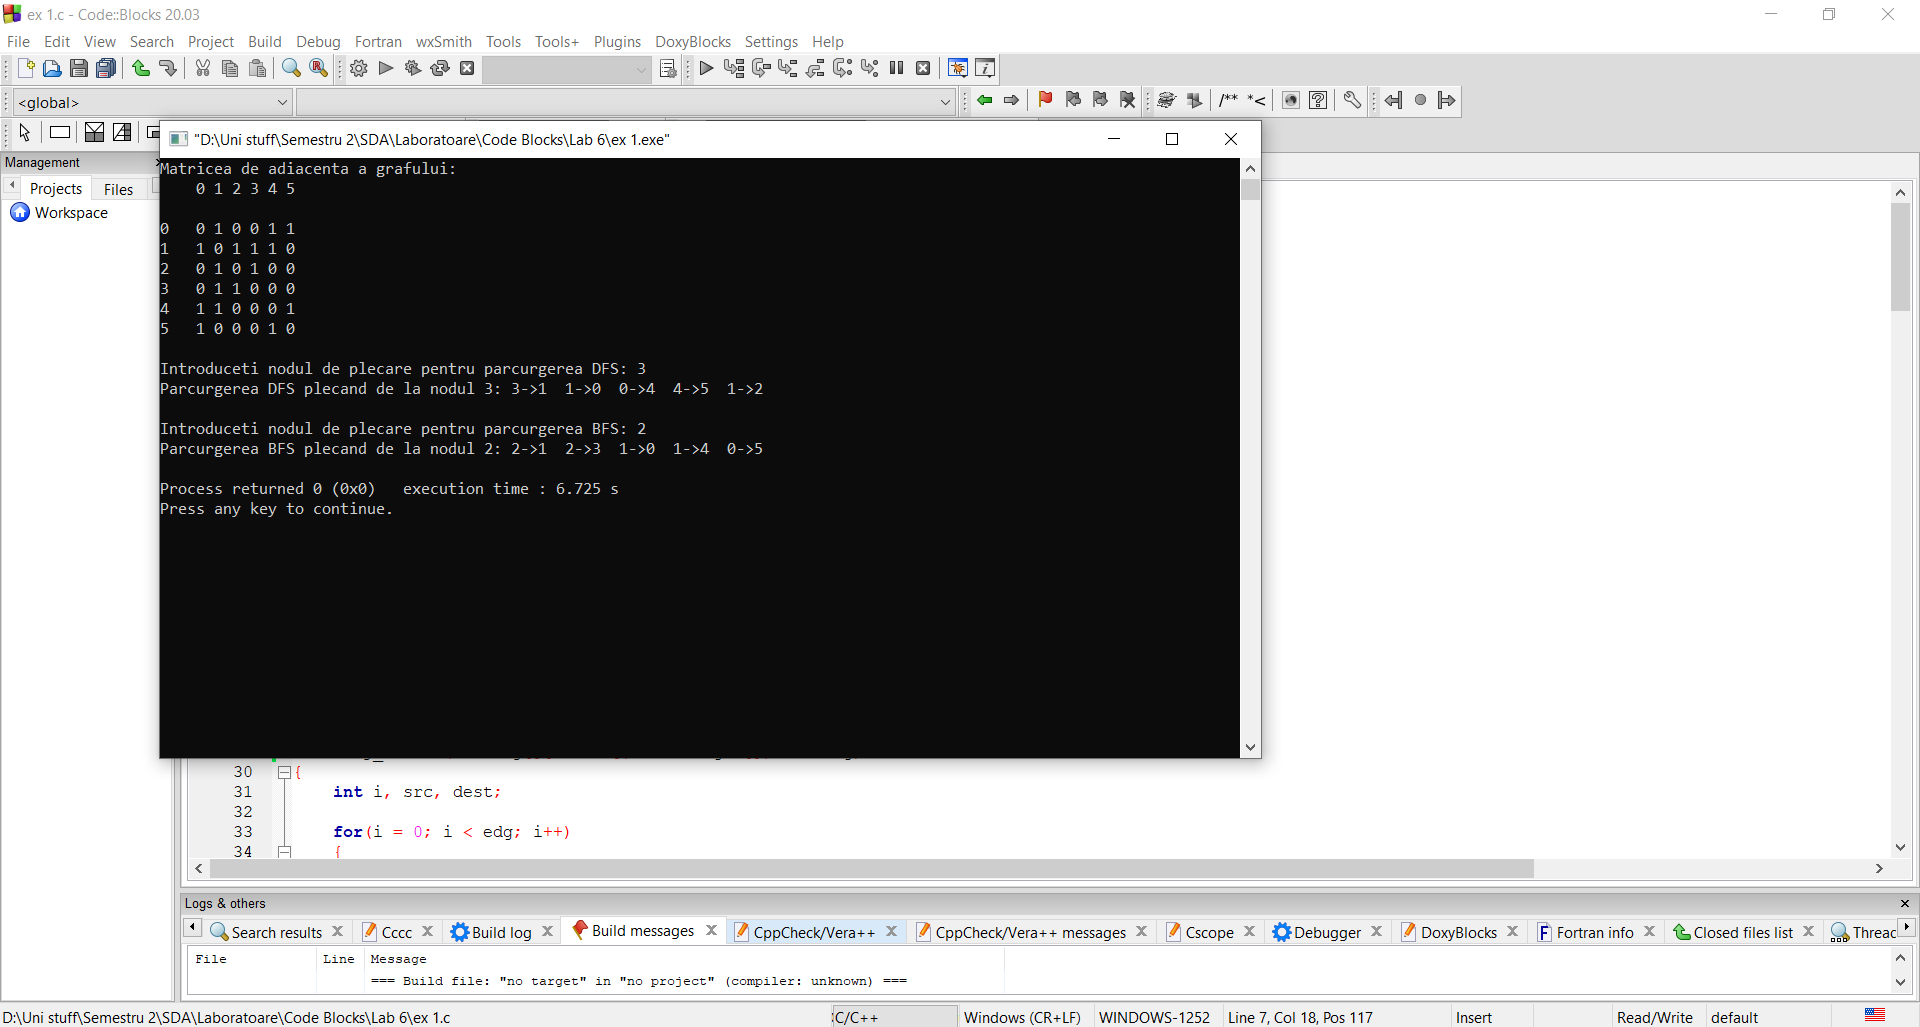 ex 1.c - Code::Blocks 20.03
File Edit View Search Project Build Debug Fortran wxSmith Tools Tools+ Plugins DoxyBlocks Settings Help
<global>
/** *<
"D:\Uni stuff\Semestru 2\SDA\Laboratoare\Code Blocks\Lab 6\ex 1.exe"
Management
Projects Files
Workspace
Matricea de adiacenta a grafului:
    0 1 2 3 4 5
0   0 1 0 0 1 1
1   1 0 1 1 1 0
2   0 1 0 1 0 0
3   0 1 1 0 0 0
4   1 1 0 0 0 1
5   1 0 0 0 1 0
Introduceti nodul de plecare pentru parcurgerea DFS: 3
Parcurgerea DFS plecand de la nodul 3: 3->1  1->0  0->4  4->5  1->2
Introduceti nodul de plecare pentru parcurgerea BFS: 2
Parcurgerea BFS plecand de la nodul 2: 2->1  2->3  1->0  1->4  0->5
Process returned 0 (0x0)   execution time : 6.725 s
Press any key to continue.
30 {
31     int i, src, dest;
32
33     for(i = 0; i < edg; i++)
34     {
Logs & others
Search results Cccc Build log Build messages CppCheck/Vera++ CppCheck/Vera++ messages Cscope Debugger DoxyBlocks Fortran info Closed files list Threac
File Line Message
=== Build file: "no target" in "no project" (compiler: unknown) ===
D:\Uni stuff\Semestru 2\SDA\Laboratoare\Code Blocks\Lab 6\ex 1.c C/C++ Windows (CR+LF) WINDOWS-1252 Line 7, Col 18, Pos 117 Insert Read/Write default